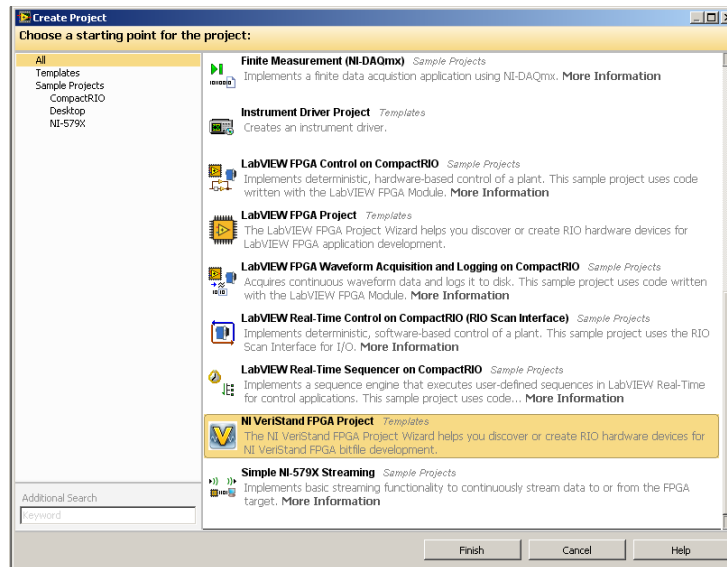 Create Project
Choose a starting point for the project:
All
Templates
Sample Projects
CompactRIO
Desktop
NI-579X
Additional Search
Keyword
Finite Measurement (NI-DAQmx) Sample Projects
Implements a finite data acquistion application using NI-DAQmx. More Information
Instrument Driver Project Templates
Creates an instrument driver.
LabVIEW FPGA Control on CompactRIO Sample Projects
Implements deterministic, hardware-based control of a plant. This sample project uses code
written with the LabVIEW FPGA Module. More Information
LabVIEW FPGA Project Templates
The LabVIEW FPGA Project Wizard helps you discover or create RIO hardware devices for
LabVIEW FPGA application development.
LabVIEW FPGA Waveform Acquisition and Logging on CompactRIO Sample Projects
Acquires continuous waveform data and logs it to disk. This sample project uses code written
with the LabVIEW FPGA Module. More Information
LabVIEW Real-Time Control on CompactRIO (RIO Scan Interface) Sample Projects
Implements deterministic, software-based control of a plant. This sample project uses the RIO
Scan Interface for I/O. More Information
LabVIEW Real-Time Sequencer on CompactRIO Sample Projects
Implements a sequence engine that executes user-defined sequences in LabVIEW Real-Time
for control applications. This sample project uses code... More Information
NI VeriStand FPGA Project Templates
The NI VeriStand FPGA Project Wizard helps you discover or create RIO hardware devices for
NI VeriStand FPGA bitfile development.
Simple NI-579X Streaming Sample Projects
Implements basic streaming functionality to continuously stream data to or from the FPGA
target. More Information
Finish
Cancel
Help